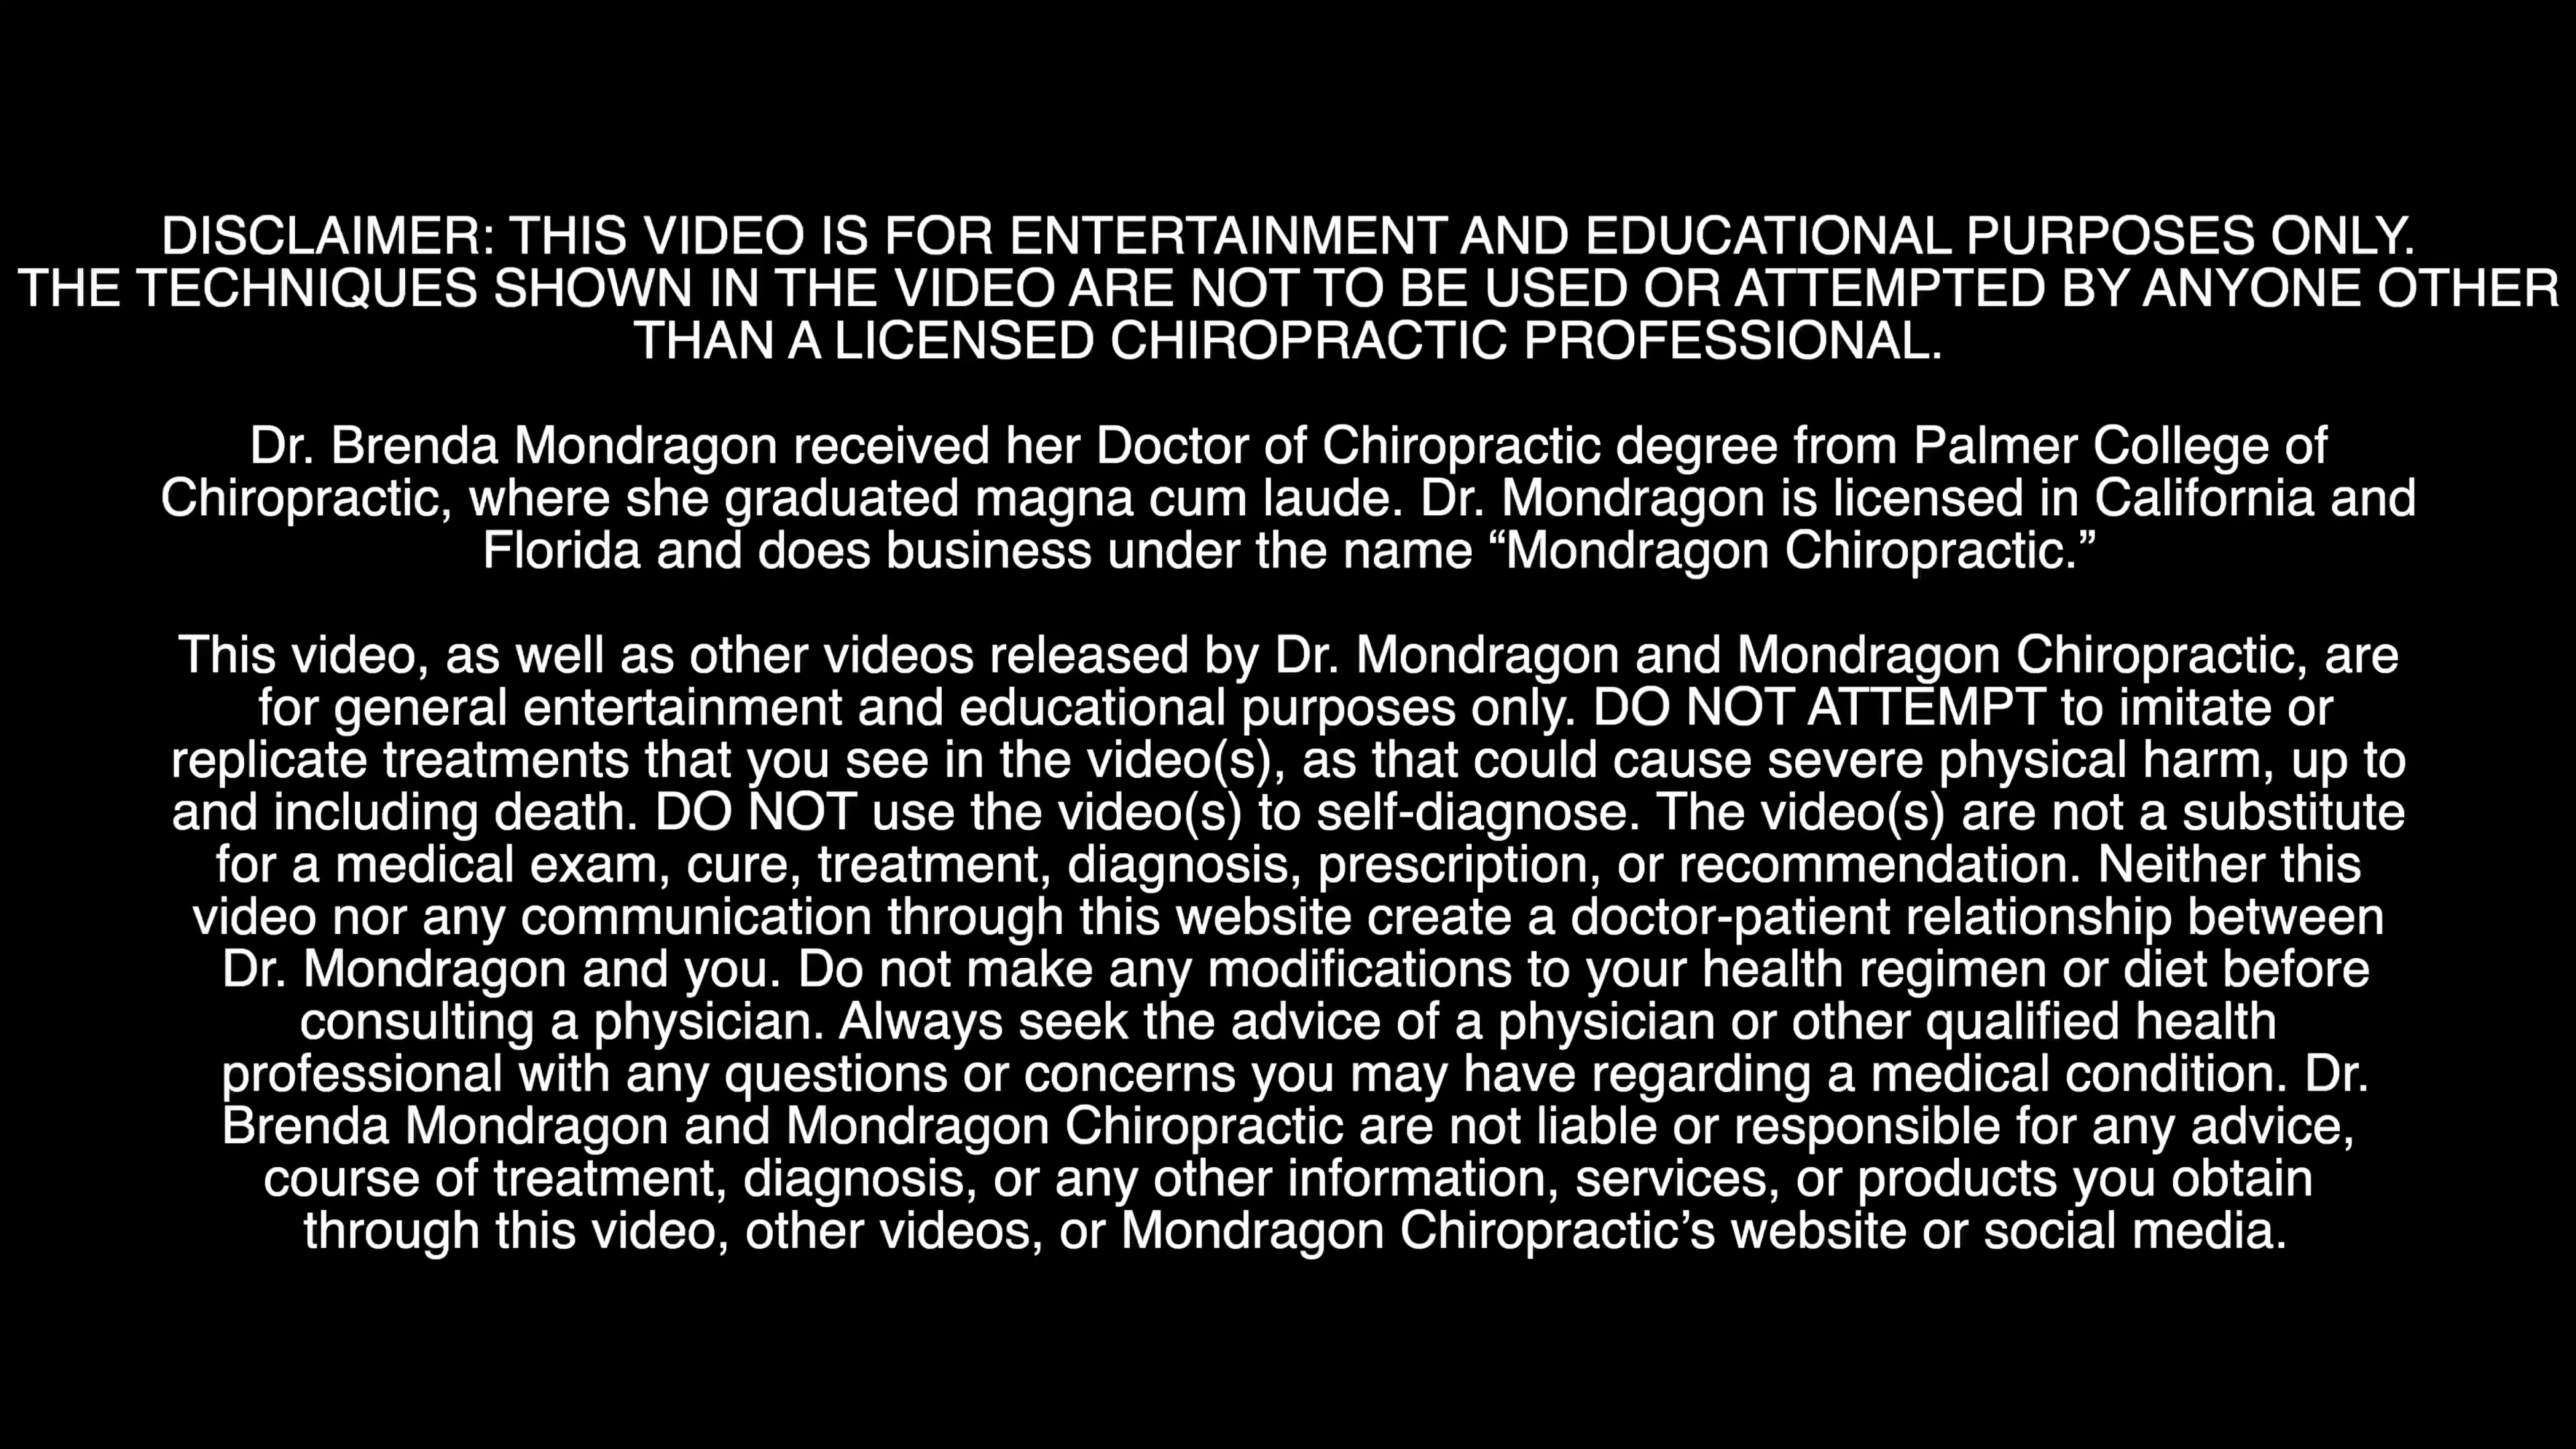 DISCLAIMER: THIS VIDEO IS FOR ENTERTAINMENT AND EDUCATIONAL PURPOSES ONLY.
THE TECHNIQUES SHOWN IN THE VIDEO ARE NOT TO BE USED OR ATTEMPTED BY ANYONE OTHER
THAN A LICENSED CHIROPRACTIC PROFESSIONAL.
Dr. Brenda Mondragon received her Doctor of Chiropractic degree from Palmer College of
Chiropractic, where she graduated magna cum laude. Dr. Mondragon is licensed in California and
Florida and does business under the name “Mondragon Chiropractic.”
This video, as well as other videos released by Dr. Mondragon and Mondragon Chiropractic, are
for general entertainment and educational purposes only. DO NOT ATTEMPT to imitate or
replicate treatments that you see in the video(s), as that could cause severe physical harm, up to
and including death. DO NOT use the video(s) to self-diagnose. The video(s) are not a substitute
for a medical exam, cure, treatment, diagnosis, prescription, or recommendation. Neither this
video nor any communication through this website create a doctor-patient relationship between
Dr. Mondragon and you. Do not make any modifications to your health regimen or diet before
consulting a physician. Always seek the advice of a physician or other qualified health
professional with any questions or concerns you may have regarding a medical condition. Dr.
Brenda Mondragon and Mondragon Chiropractic are not liable or responsible for any advice,
course of treatment, diagnosis, or any other information, services, or products you obtain
through this video, other videos, or Mondragon Chiropractic’s website or social media.